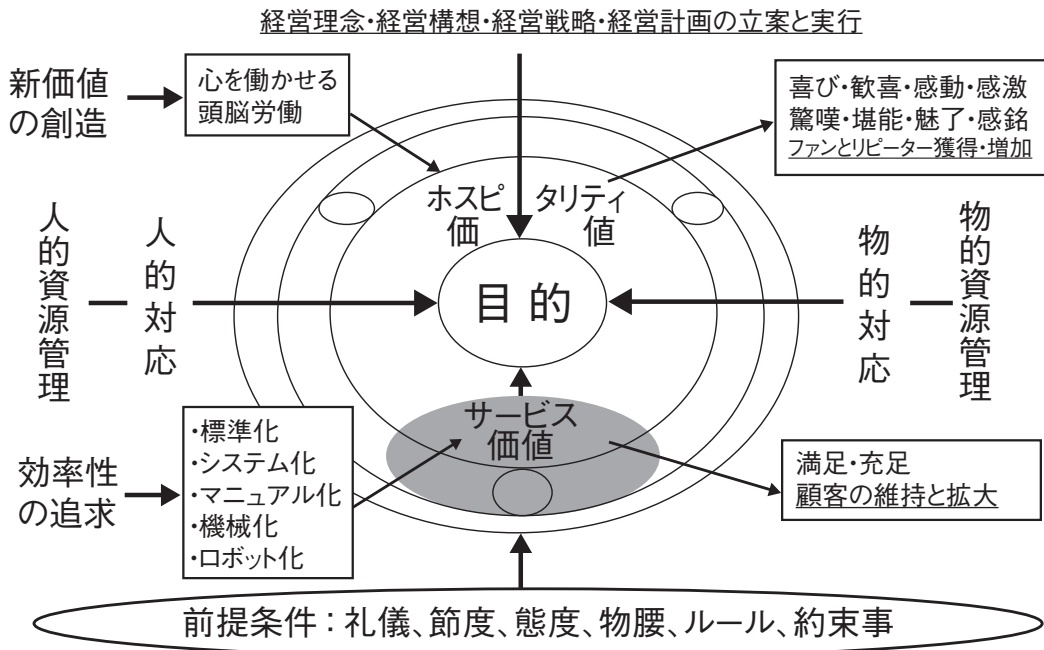 経営理念・経営構想・経営戦略・経営計画の立案と実行
新価値
の創造
心を働かせる
頭脳労働
喜び・歓喜・感動・感激
驚嘆・堪能・魅了・感銘
ファンとリピーター獲得・増加
ホスピタリティ
価値
人的資源管理
人的対応
目的
物的対応
物的資源管理
サービス
価値
効率性
の追求
・標準化
・システム化
・マニュアル化
・機械化
・ロボット化
満足・充足
顧客の維持と拡大
前提条件：礼儀、節度、態度、物腰、ルール、約束事